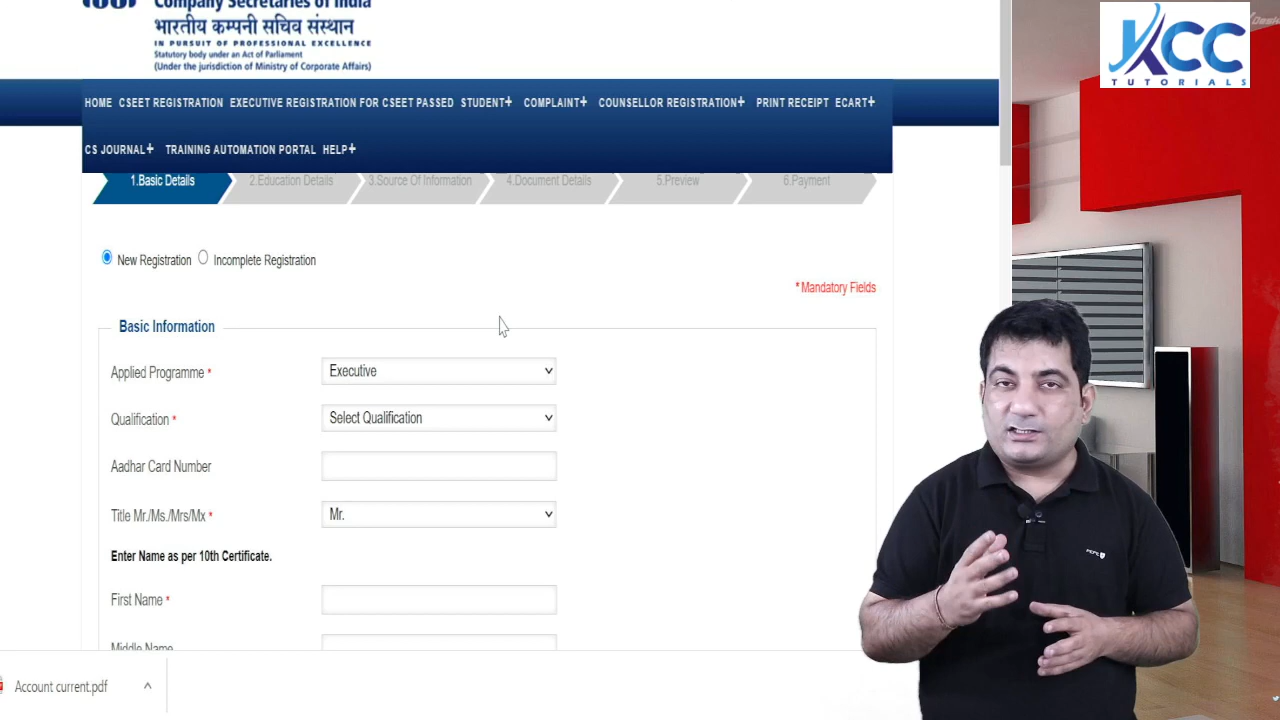 Company Secretaries of India
भारतीय कम्पनी सचिव संस्थान
IN PURSUIT OF PROFESSIONAL EXCELLENCE
Statutory body under an Act of Parliament
(Under the jurisdiction of Ministry of Corporate Affairs)
KCC
TUTORIALS
HOME CSEET REGISTRATION EXECUTIVE REGISTRATION FOR CSEET PASSED STUDENT+ COMPLAINT+ COUNSELLOR REGISTRATION+ PRINT RECEIPT ECART+
CS JOURNAL+ TRAINING AUTOMATION PORTAL HELP+
1.Basic Details 2.Education Details 3.Source Of Information 4.Document Details 5.Preview 6.Payment
New Registration Incomplete Registration
* Mandatory Fields
Basic Information
Applied Programme * Executive
Qualification * Select Qualification
Aadhar Card Number
Title Mr./Ms./Mrs/Mx * Mr.
Enter Name as per 10th Certificate.
First Name *
Middle Name
Account current.pdf